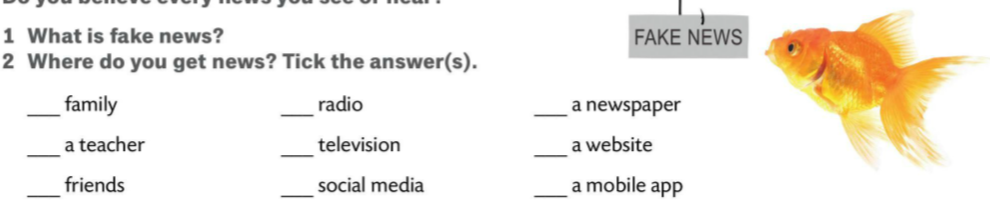 1 What is fake news?
FAKE NEWS
2 Where do you get news? Tick the answer(s).
___ family ___ radio ___ a newspaper
___ a teacher ___ television ___ a website
___ friends ___ social media ___ a mobile app